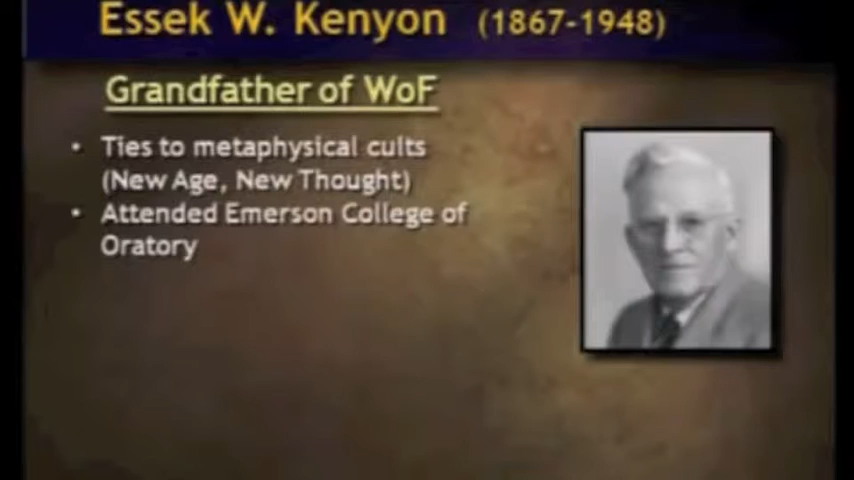 Essek W. Kenyon (1867-1948)
Grandfather of WoF
• Ties to metaphysical cults
(New Age, New Thought)
• Attended Emerson College of
Oratory